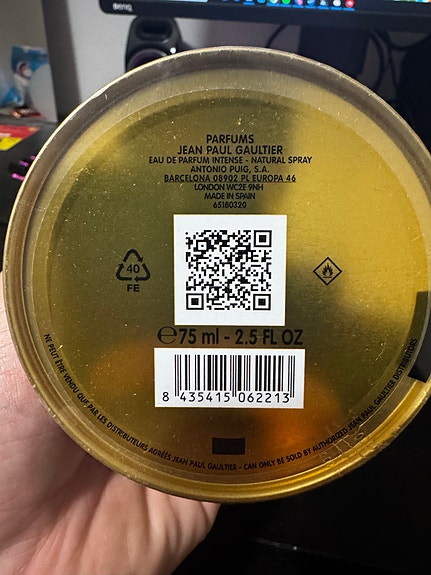 BenQ
PARFUMS
JEAN PAUL GAULTIER
EAU DE PARFUM INTENSE - NATURAL SPRAY
ANTONIO PUIG, S.A.
BARCELONA 08902 PL EUROPA 46
LONDON WC2E 9NH
MADE IN SPAIN
65180320
40
FE
℮75 ml - 2.5 FL OZ
8 435415 062213
NE PEUT ÊTRE VENDU QUE PAR LES DISTRIBUTEURS AGRÉÉS JEAN PAUL GAULTIER - CAN ONLY BE SOLD BY AUTHORIZED JEAN PAUL GAULTIER DISTRIBUTORS